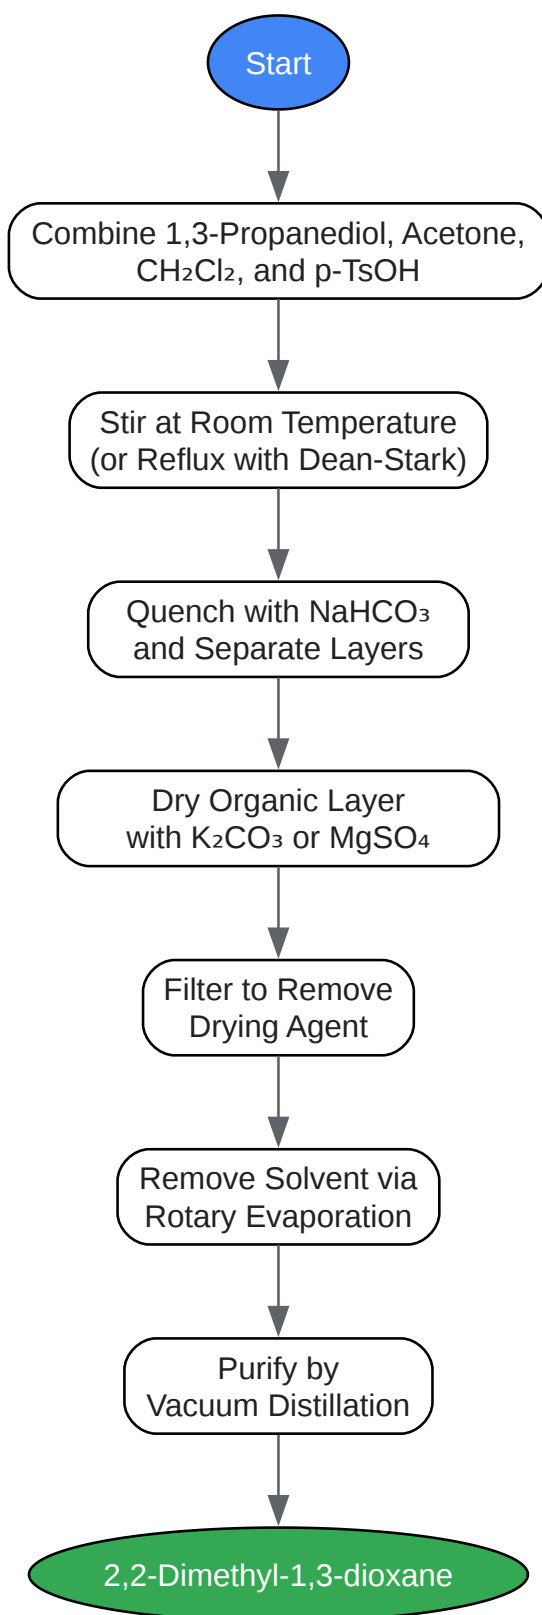 Start
Combine 1,3-Propanediol, Acetone,
CH₂Cl₂, and p-TsOH
Stir at Room Temperature
(or Reflux with Dean-Stark)
Quench with NaHCO₃
and Separate Layers
Dry Organic Layer
with K₂CO₃ or MgSO₄
Filter to Remove
Drying Agent
Remove Solvent via
Rotary Evaporation
Purify by
Vacuum Distillation
2,2-Dimethyl-1,3-dioxane